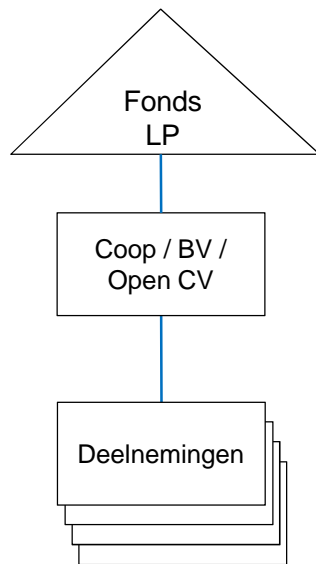 Fonds
LP
Coop / BV /
Open CV
Deelnemingen